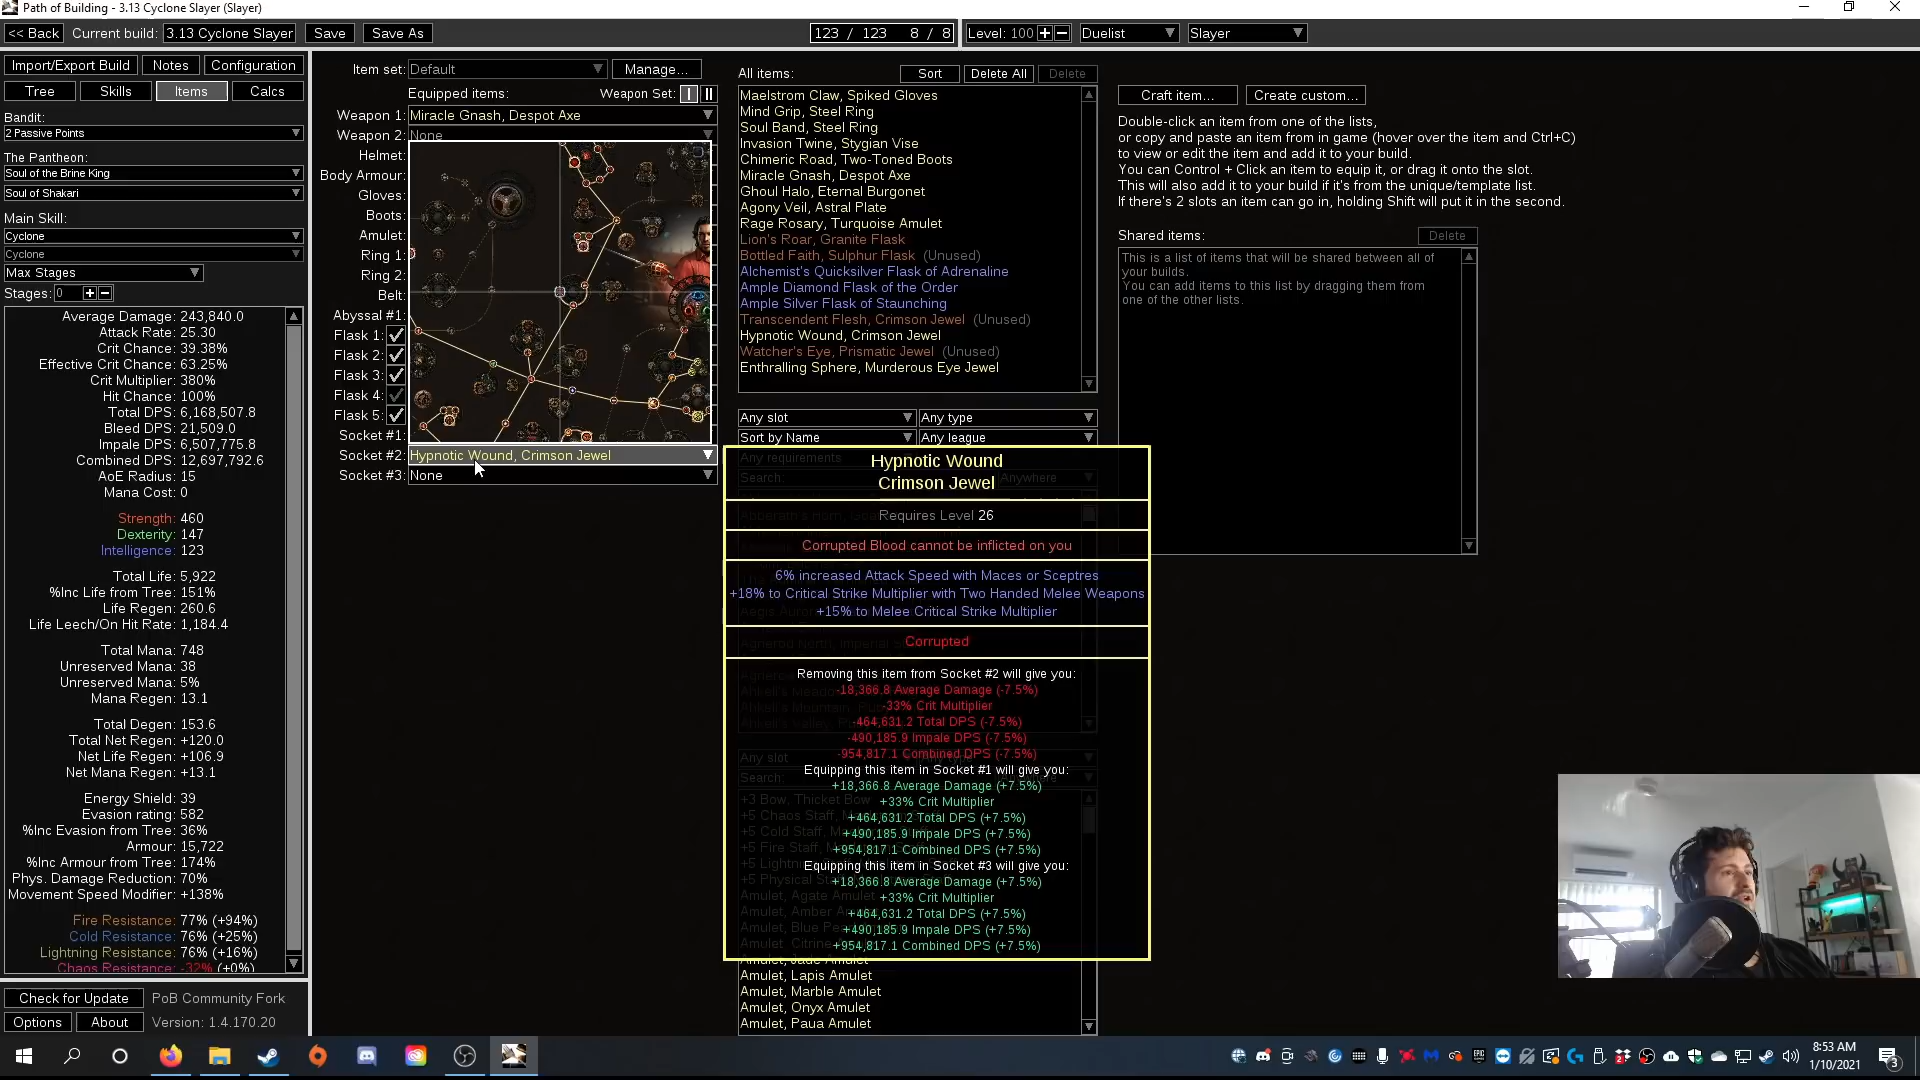 Path of Building - 3.13 Cyclone Slayer (Slayer)
<< Back
Current build: 3.13 Cyclone Slayer
Save
Save As
123 / 123 8 / 8
Level: 100
Duelist
Slayer
Import/Export Build
Notes
Configuration
Tree
Skills
Items
Calcs
Bandit:
2 Passive Points
The Pantheon:
Soul of the Brine King
Soul of Shakari
Main Skill:
Cyclone
Cyclone
Max Stages
Stages: 0
Average Damage: 243,840.0
Attack Rate: 25.30
Crit Chance: 39.38%
Effective Crit Chance: 63.25%
Crit Multiplier: 380%
Hit Chance: 100%
Total DPS: 6,168,507.8
Bleed DPS: 21,509.0
Impale DPS: 6,507,775.8
Combined DPS: 12,697,792.6
AoE Radius: 15
Mana Cost: 0
Strength: 460
Dexterity: 147
Intelligence: 123
Total Life: 5,922
%Inc Life from Tree: 151%
Life Regen: 260.6
Life Leech/On Hit Rate: 1,184.4
Total Mana: 748
Unreserved Mana: 38
Unreserved Mana: 5%
Mana Regen: 13.1
Total Degen: 153.6
Total Net Regen: +120.0
Net Life Regen: +106.9
Net Mana Regen: +13.1
Energy Shield: 39
Evasion rating: 582
%Inc Evasion from Tree: 36%
Armour: 15,722
%Inc Armour from Tree: 174%
Phys. Damage Reduction: 70%
Movement Speed Modifier: +138%
Fire Resistance: 77% (+94%)
Cold Resistance: 76% (+25%)
Lightning Resistance: 76% (+16%)
Chaos Resistance: -32% (+0%)
Check for Update
PoB Community Fork
Options
About
Version: 1.4.170.20
Item set: Default
Manage...
Equipped items:
Weapon Set: I II
Weapon 1: Miracle Gnash, Despot Axe
Weapon 2: None
Helmet:
Body Armour:
Gloves:
Boots:
Amulet:
Ring 1:
Ring 2:
Belt:
Abyssal #1:
Flask 1:
Flask 2:
Flask 3:
Flask 4:
Flask 5:
Socket #1:
Socket #2: Hypnotic Wound, Crimson Jewel
Socket #3: None
All items:
Sort
Delete All
Delete
Maelstrom Claw, Spiked Gloves
Mind Grip, Steel Ring
Soul Band, Steel Ring
Invasion Twine, Stygian Vise
Chimeric Road, Two-Toned Boots
Miracle Gnash, Despot Axe
Ghoul Halo, Eternal Burgonet
Agony Veil, Astral Plate
Rage Rosary, Turquoise Amulet
Lion's Roar, Granite Flask
Bottled Faith, Sulphur Flask (Unused)
Alchemist's Quicksilver Flask of Adrenaline
Ample Diamond Flask of the Order
Ample Silver Flask of Staunching
Transcendent Flesh, Crimson Jewel (Unused)
Hypnotic Wound, Crimson Jewel
Watcher's Eye, Prismatic Jewel (Unused)
Enthralling Sphere, Murderous Eye Jewel
Any slot
Any type
Sort by Name
Any league
Any requirements
Search:
Anywhere
Hypnotic Wound
Crimson Jewel
Requires Level 26
Corrupted Blood cannot be inflicted on you
6% increased Attack Speed with Maces or Sceptres
+18% to Critical Strike Multiplier with Two Handed Melee Weapons
+15% to Melee Critical Strike Multiplier
Corrupted
Removing this item from Socket #2 will give you:
-18,366.8 Average Damage (-7.5%)
-33% Crit Multiplier
-464,631.2 Total DPS (-7.5%)
-490,185.9 Impale DPS (-7.5%)
-954,817.1 Combined DPS (-7.5%)
Any slot
Equipping this item in Socket #1 will give you:
Search:
+18,366.8 Average Damage (+7.5%)
+3 Bow, Thicket Bow
+33% Crit Multiplier
+464,631.2 Total DPS (+7.5%)
+490,185.9 Impale DPS (+7.5%)
+954,817.1 Combined DPS (+7.5%)
Equipping this item in Socket #3 will give you:
+18,366.8 Average Damage (+7.5%)
+33% Crit Multiplier
+464,631.2 Total DPS (+7.5%)
+490,185.9 Impale DPS (+7.5%)
+954,817.1 Combined DPS (+7.5%)
Amulet, Jade Amulet
Amulet, Lapis Amulet
Amulet, Marble Amulet
Amulet, Onyx Amulet
Amulet, Paua Amulet
Craft item...
Create custom...
Double-click an item from one of the lists,
or copy and paste an item from in game (hover over the item and Ctrl+C)
to view or edit the item and add it to your build.
You can Control + Click an item to equip it, or drag it onto the slot.
This will also add it to your build if it's from the unique/template list.
If there's 2 slots an item can go in, holding Shift will put it in the second.
Shared items:
Delete
This is a list of items that will be shared between all of
your builds.
You can add items to this list by dragging them from
one of the other lists.
8:53 AM
1/10/2021
3